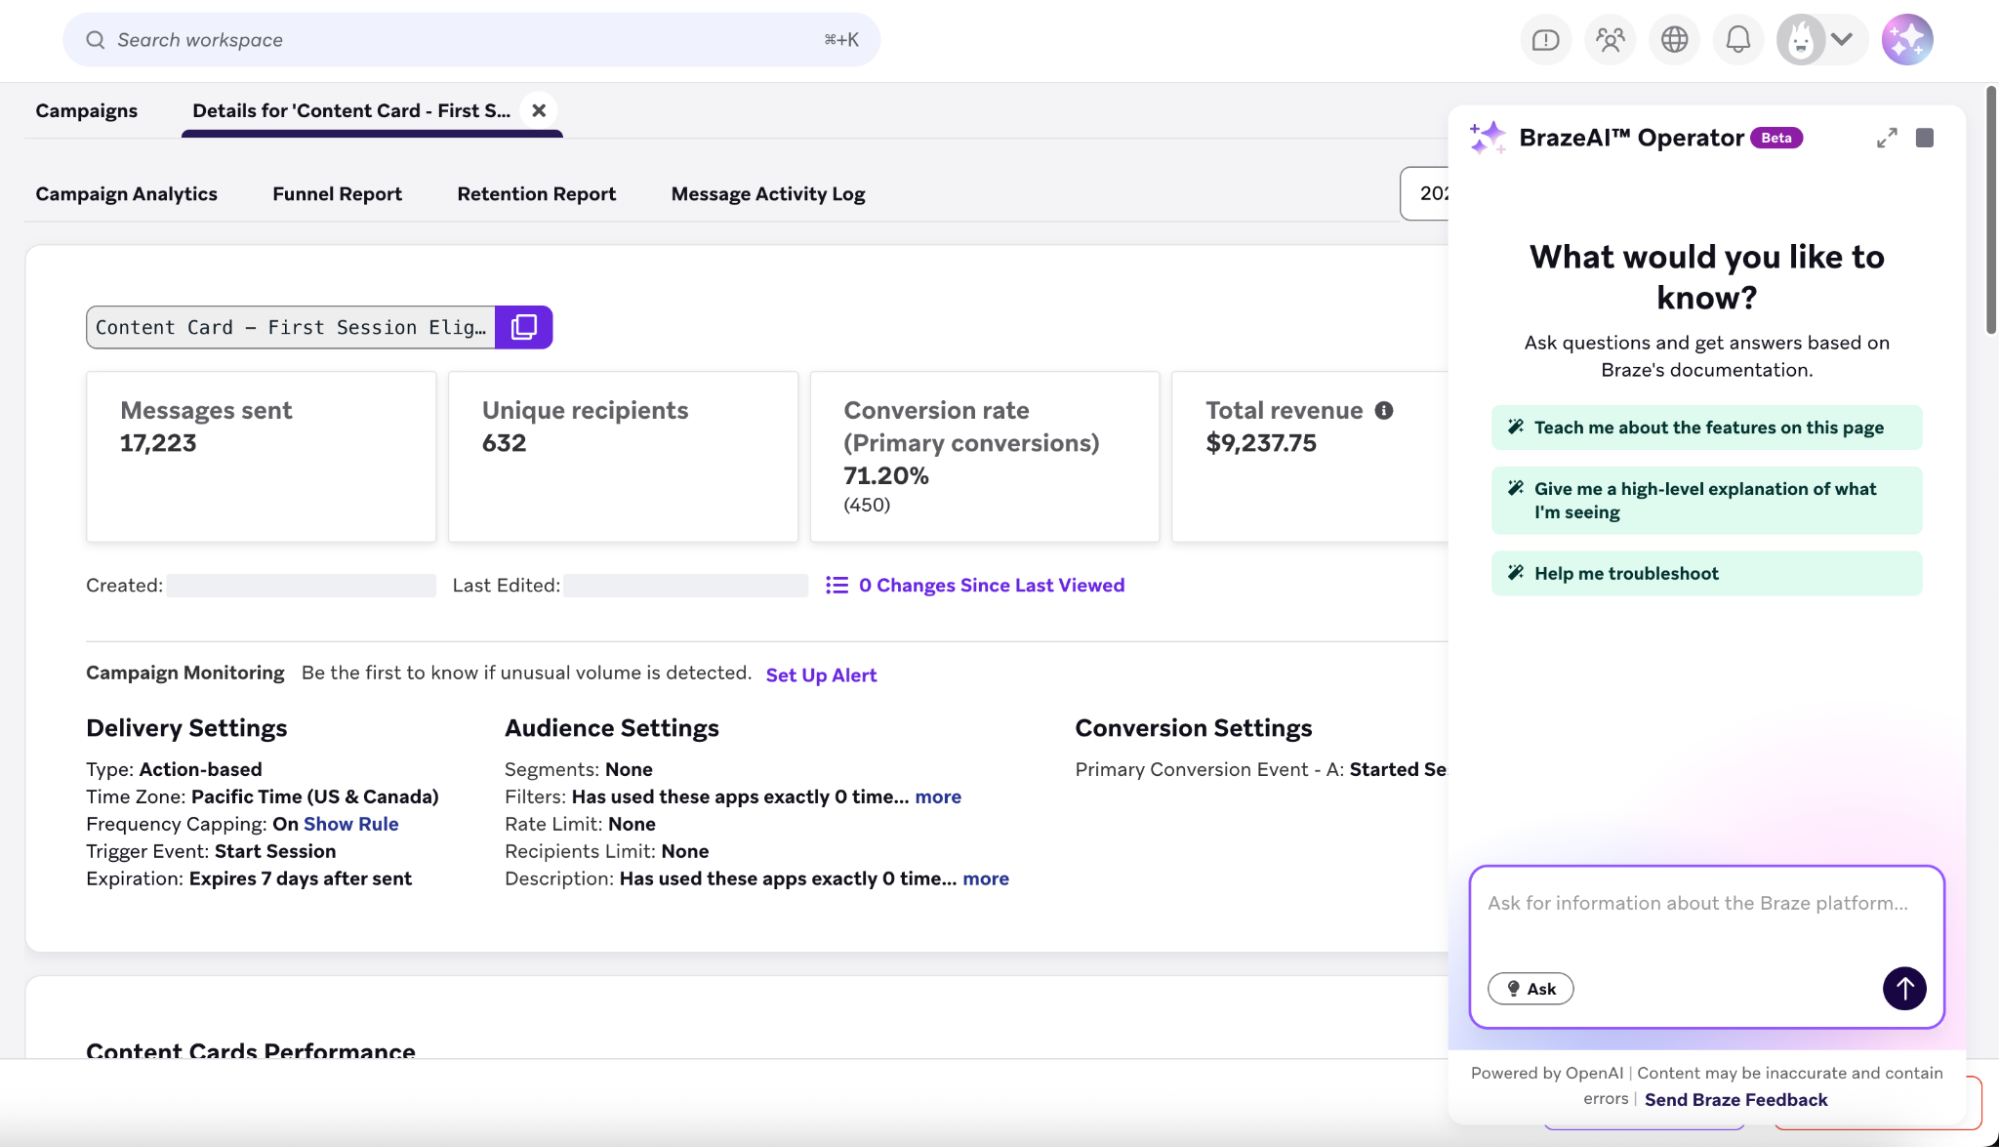 Search workspace
⌘+K
Campaigns
Details for 'Content Card - First S...
Campaign Analytics
Funnel Report
Retention Report
Message Activity Log
202
Content Card – First Session Elig…
Messages sent
17,223
Unique recipients
632
Conversion rate
(Primary conversions)
71.20%
(450)
Total revenue
$9,237.75
Created:
Last Edited:
0 Changes Since Last Viewed
Campaign Monitoring Be the first to know if unusual volume is detected. Set Up Alert
Delivery Settings
Type: Action-based
Time Zone: Pacific Time (US & Canada)
Frequency Capping: On Show Rule
Trigger Event: Start Session
Expiration: Expires 7 days after sent
Audience Settings
Segments: None
Filters: Has used these apps exactly 0 time... more
Rate Limit: None
Recipients Limit: None
Description: Has used these apps exactly 0 time... more
Conversion Settings
Primary Conversion Event - A: Started Se
Content Cards Performance
BrazeAI™ Operator Beta
What would you like to
know?
Ask questions and get answers based on
Braze's documentation.
Teach me about the features on this page
Give me a high-level explanation of what
I'm seeing
Help me troubleshoot
Ask for information about the Braze platform...
Ask
Powered by OpenAI | Content may be inaccurate and contain
errors | Send Braze Feedback